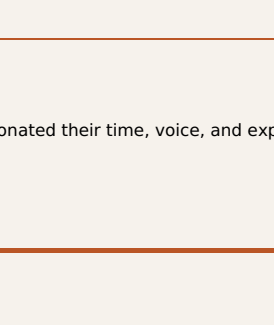 onated their time, voice, and exp